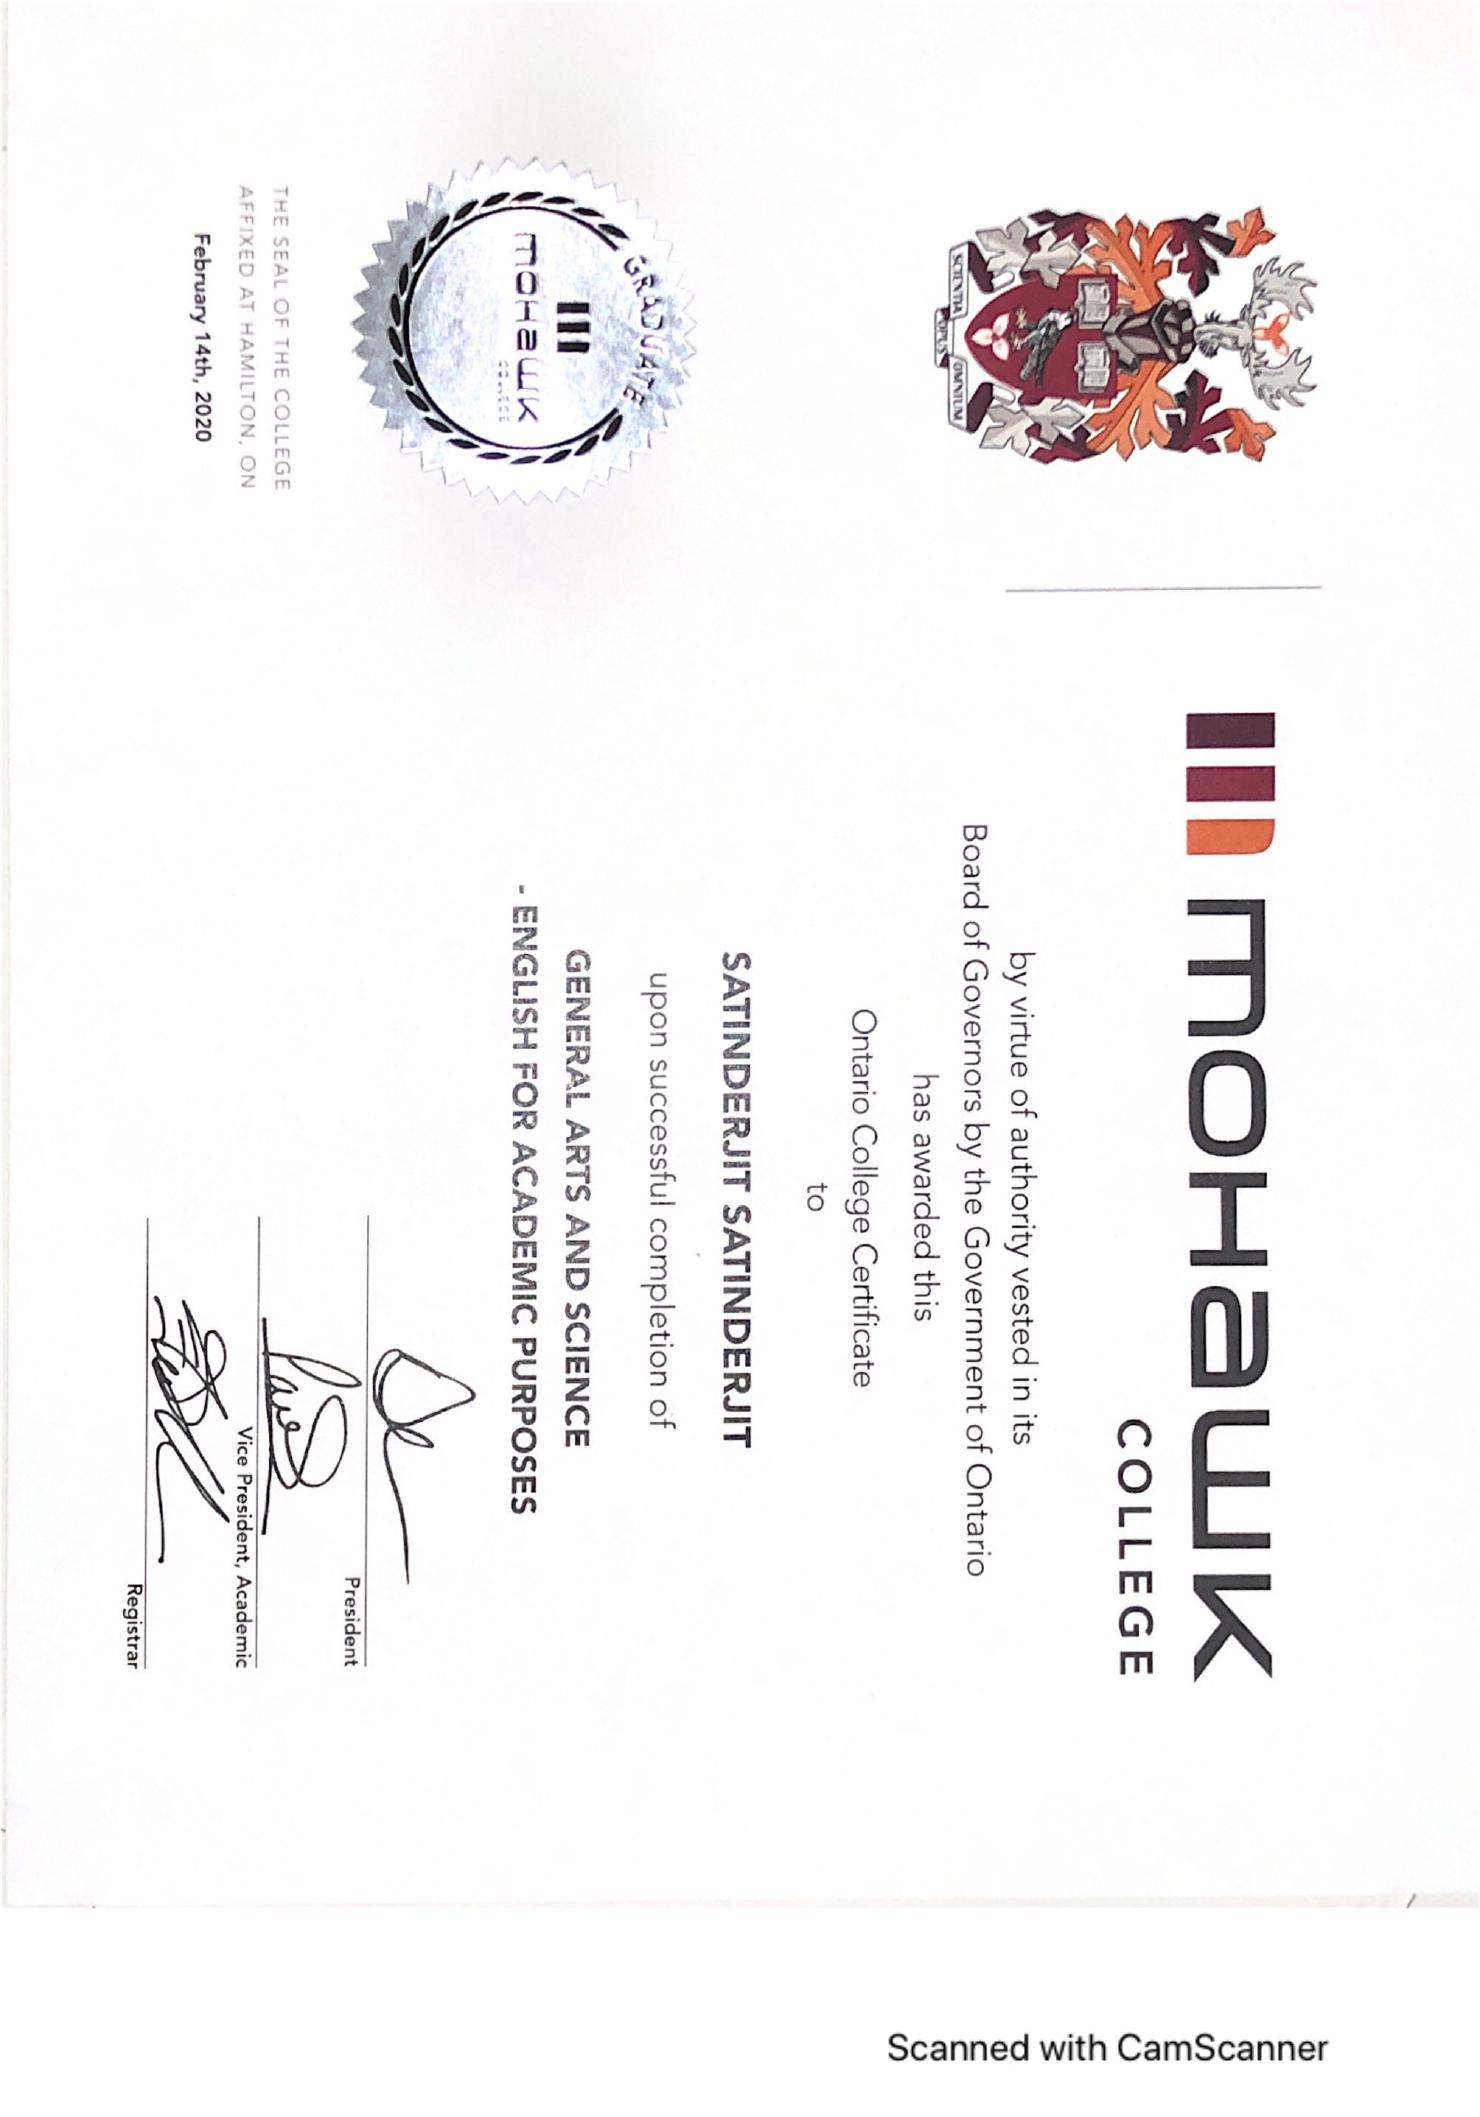 MOHAWK
COLLEGE
by virtue of authority vested in its
Board of Governors by the Government of Ontario
has awarded this
Ontario College Certificate
to
SATINDERJIT SATINDERJIT
upon successful completion of
GENERAL ARTS AND SCIENCE
- ENGLISH FOR ACADEMIC PURPOSES
President
Vice President, Academic
Registrar
SCIENTIA OPUS OMNIUM
GRADUATE
MOHAWK
COLLEGE
THE SEAL OF THE COLLEGE
AFFIXED AT HAMILTON, ON
February 14th, 2020
Scanned with CamScanner